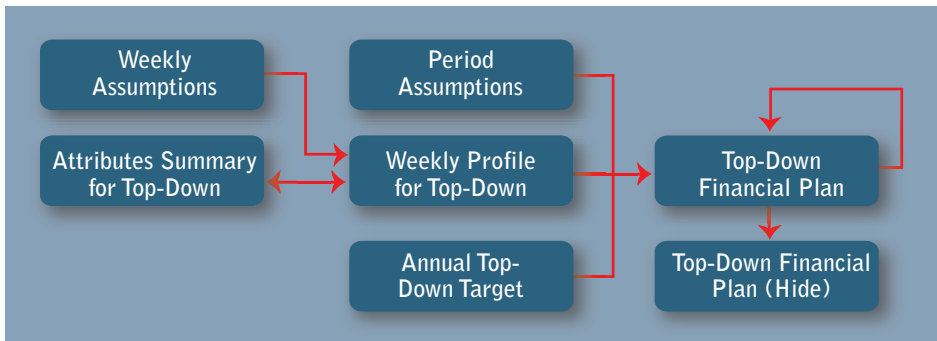 Weekly
Assumptions
Period
Assumptions
Attributes Summary
for Top-Down
Weekly Profile
for Top-Down
Top-Down
Financial Plan
Annual Top-
Down Target
Top-Down Financial
Plan (Hide)